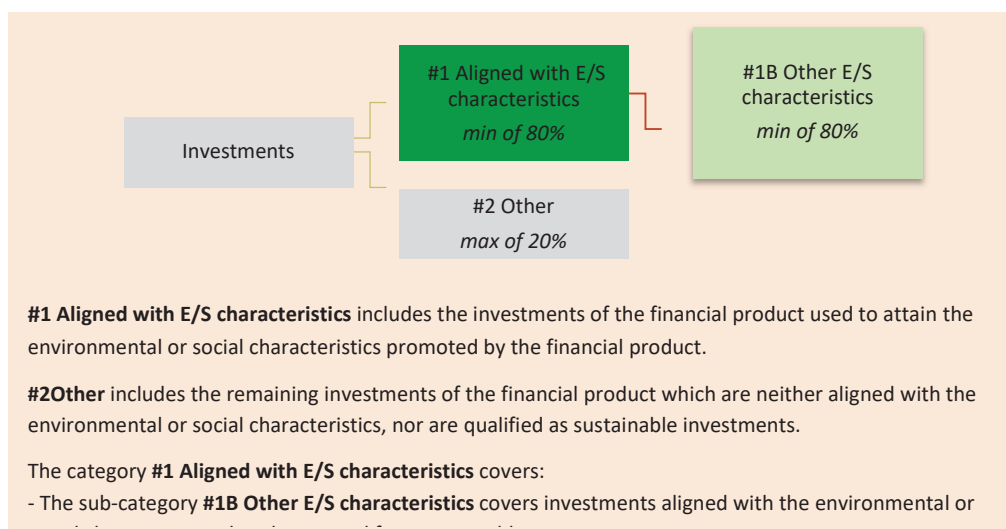 #1 Aligned with E/S
characteristics
min of 80%
#1B Other E/S
characteristics
min of 80%
Investments
#2 Other
max of 20%
#1 Aligned with E/S characteristics includes the investments of the financial product used to attain the
environmental or social characteristics promoted by the financial product.
#2Other includes the remaining investments of the financial product which are neither aligned with the
environmental or social characteristics, nor are qualified as sustainable investments.
The category #1 Aligned with E/S characteristics covers:
- The sub-category #1B Other E/S characteristics covers investments aligned with the environmental or